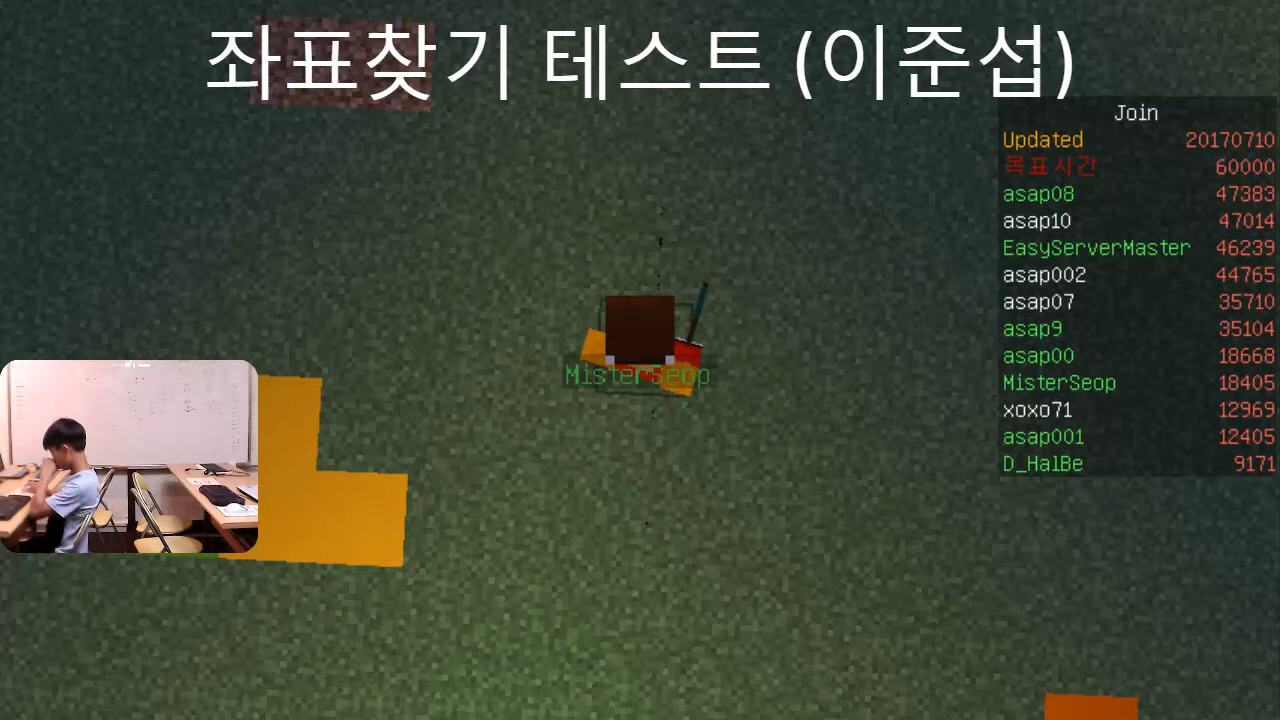 좌표찾기 테스트 (이준섭)
Join
Updated 20170710
목표시간 60000
asap08 47383
asap10 47014
EasyServerMaster 46239
asap002 44765
asap07 35710
asap9 35104
asap00 18668
MisterSeop 18405
xoxo71 12969
asap001 12405
D_HalBe 9171
MisterSeop